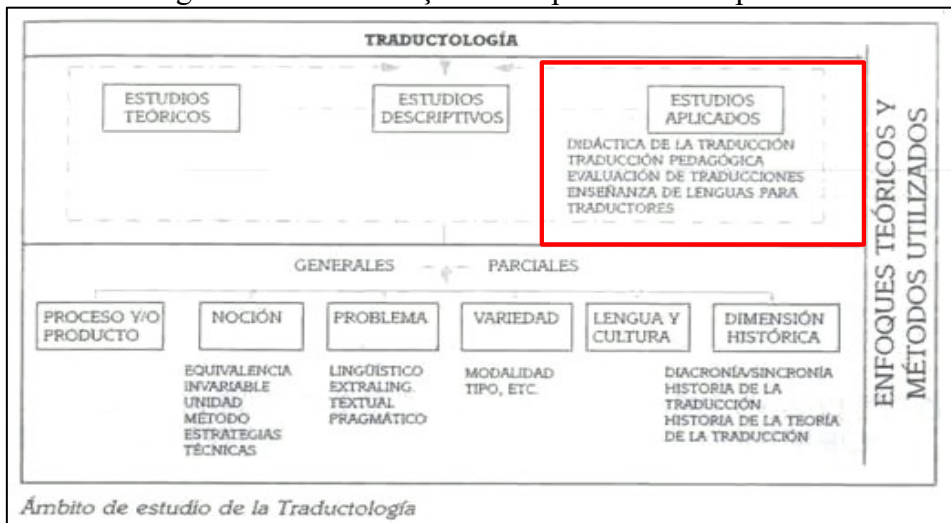 TRADUCTOLOGÍA
ESTUDIOS
TEÓRICOS
ESTUDIOS
DESCRIPTIVOS
ESTUDIOS
APLICADOS
DIDÁCTICA DE LA TRADUCCIÓN
TRADUCCIÓN PEDAGÓGICA
EVALUACIÓN DE TRADUCCIONES
ENSEÑANZA DE LENGUAS PARA
TRADUCTORES
GENERALES
PARCIALES
PROCESO Y/O
PRODUCTO
NOCIÓN
EQUIVALENCIA
INVARIABLE
UNIDAD
MÉTODO
ESTRATEGIAS
TÉCNICAS
PROBLEMA
LINGÜÍSTICO
EXTRALING.
TEXTUAL
PRAGMÁTICO
VARIEDAD
MODALIDAD
TIPO, ETC.
LENGUA Y
CULTURA
DIMENSIÓN
HISTÓRICA
DIACRONÍA/SINCRONÍA
HISTORIA DE LA
TRADUCCIÓN
HISTORIA DE LA TEORÍA
DE LA TRADUCCIÓN
ENFOQUES TEÓRICOS Y
MÉTODOS UTILIZADOS
Ámbito de estudio de la Traductología